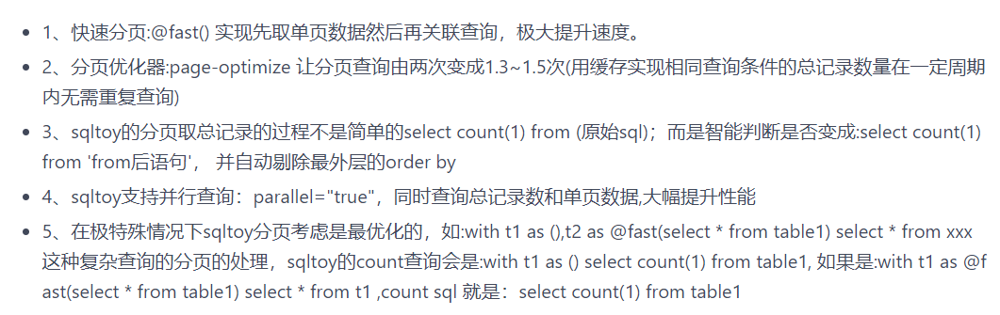 • 1、快速分页:@fast() 实现先取单页数据然后再关联查询，极大提升速度。
• 2、分页优化器:page-optimize 让分页查询由两次变成1.3~1.5次(用缓存实现相同查询条件的总记录数量在一定周期
内无需重复查询)
• 3、sqltoy的分页取总记录的过程不是简单的select count(1) from (原始sql)；而是智能判断是否变成:select count(1)
from 'from后语句'， 并自动剔除最外层的order by
• 4、sqltoy支持并行查询：parallel="true"，同时查询总记录数和单页数据,大幅提升性能
• 5、在极特殊情况下sqltoy分页考虑是最优化的，如:with t1 as (),t2 as @fast(select * from table1) select * from xxx
这种复杂查询的分页的处理，sqltoy的count查询会是:with t1 as () select count(1) from table1, 如果是:with t1 as @f
ast(select * from table1) select * from t1 ,count sql 就是：select count(1) from table1